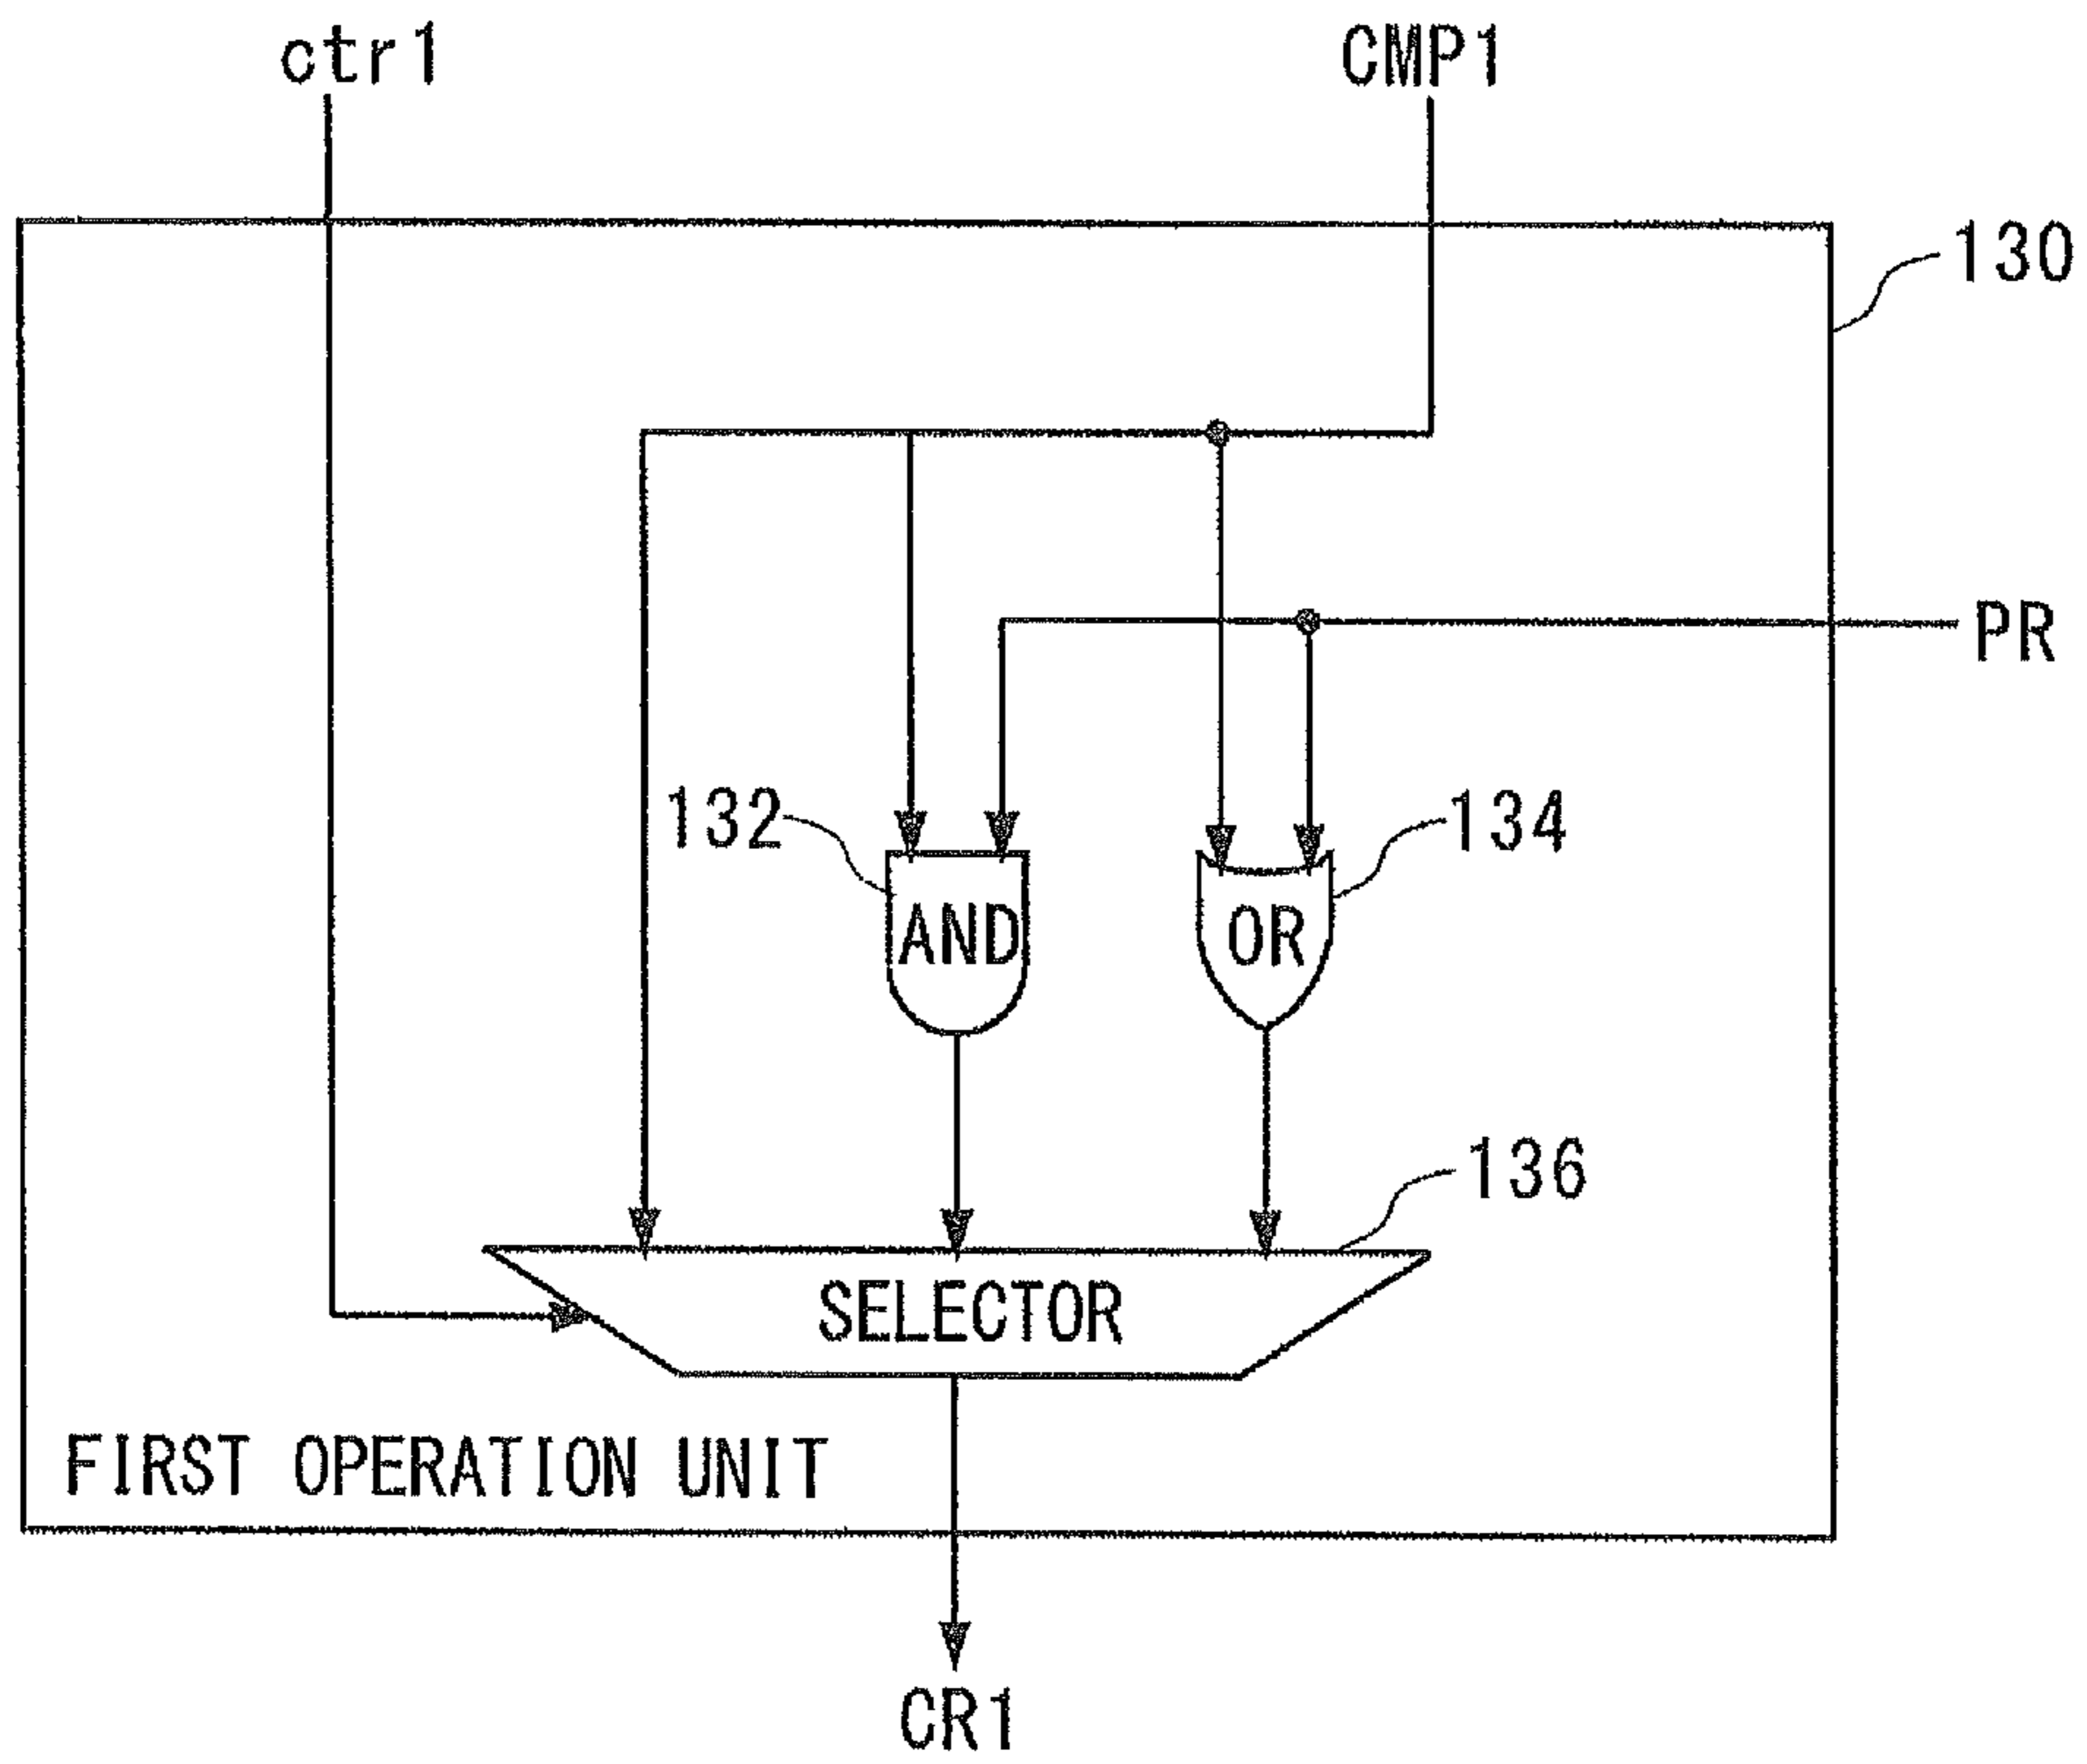 ctr1
CMP1
130
PR
132
134
AND
OR
136
SELECTOR
FIRST OPERATION UNIT
CR1